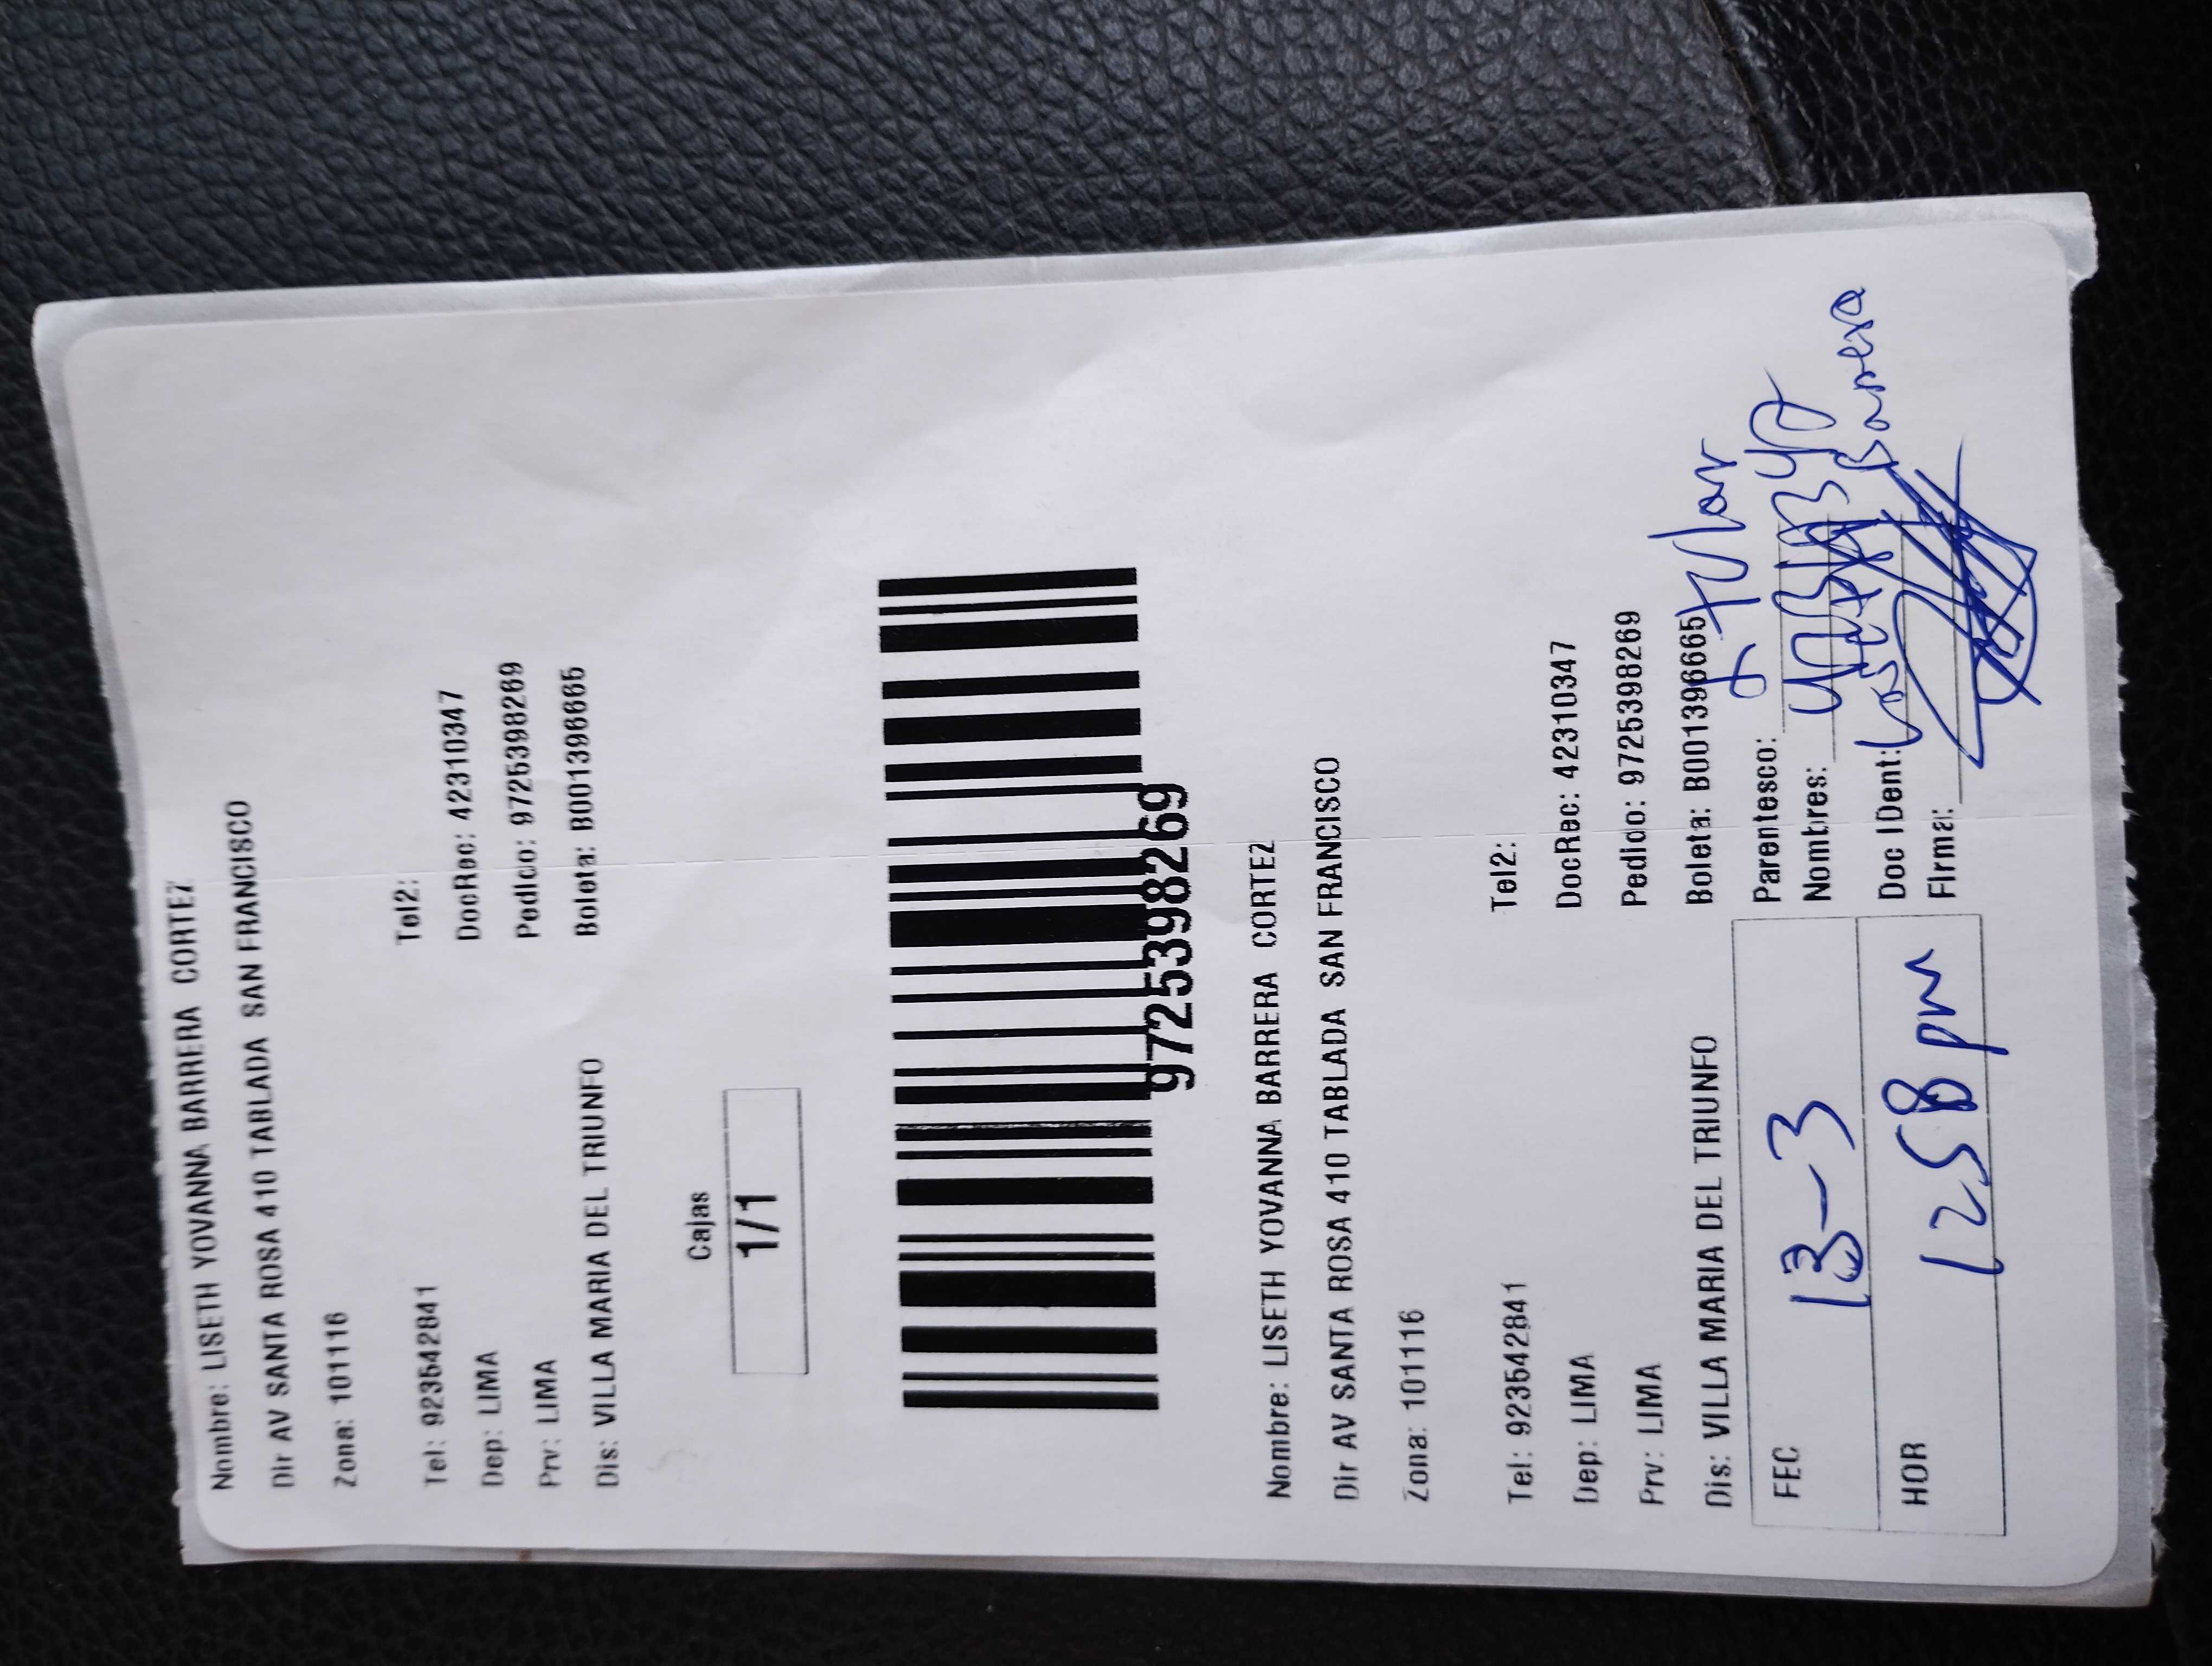 Nombre: LISETH YOVANNA BARRERA CORTEZ
Dir AV SANTA ROSA 410 TABLADA SAN FRANCISCO
Zona: 101116
Tel: 923542841 Tel2:
Dep: LIMA DocRec: 42310347
Prv: LIMA Pedido: 9725398269
Dis: VILLA MARIA DEL TRIUNFO Boleta: B001396665
Cajas
1/1
9725398269
Nombre: LISETH YOVANNA BARRERA CORTEZ
Dir AV SANTA ROSA 410 TABLADA SAN FRANCISCO
Zona: 101116
Tel: 923542841 Tel2:
Dep: LIMA DocRec: 42310347
Prv: LIMA Pedido: 9725398269
Dis: VILLA MARIA DEL TRIUNFO Boleta: B001396665
FEC 13-3 Parentesco: titular
Nombres:
HOR 12 58 pm Doc IDent: Barrera
Firma: